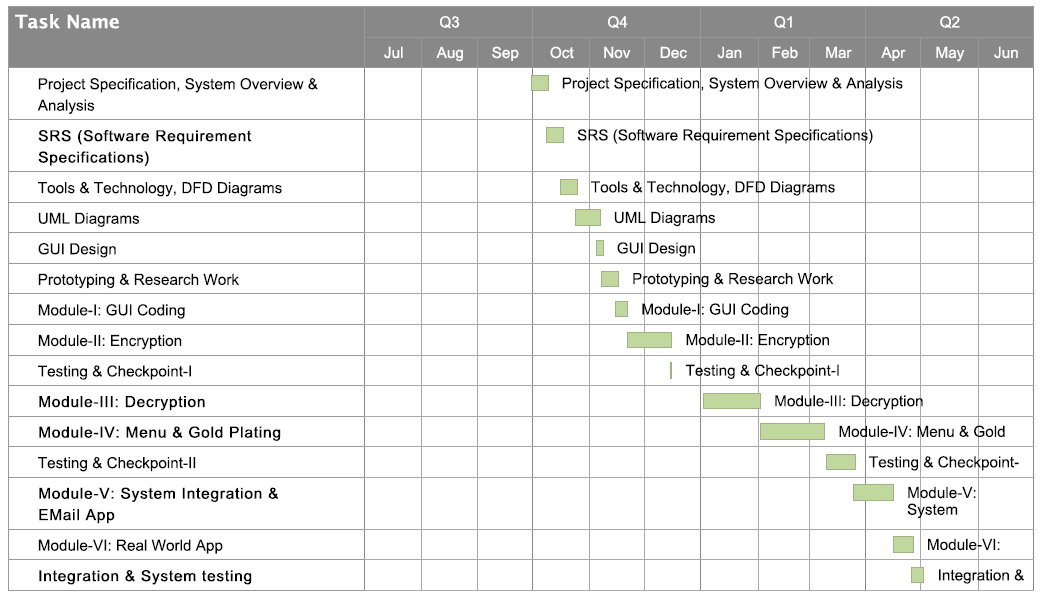 Task Name
Q3 Q4 Q1 Q2
Jul Aug Sep Oct Nov Dec Jan Feb Mar Apr May Jun
Project Specification, System Overview &
Analysis
Project Specification, System Overview & Analysis
SRS (Software Requirement
Specifications)
SRS (Software Requirement Specifications)
Tools & Technology, DFD Diagrams
Tools & Technology, DFD Diagrams
UML Diagrams
UML Diagrams
GUI Design
GUI Design
Prototyping & Research Work
Prototyping & Research Work
Module-I: GUI Coding
Module-I: GUI Coding
Module-II: Encryption
Module-II: Encryption
Testing & Checkpoint-I
Testing & Checkpoint-I
Module-III: Decryption
Module-III: Decryption
Module-IV: Menu & Gold Plating
Module-IV: Menu & Gold
Testing & Checkpoint-II
Testing & Checkpoint-
Module-V: System Integration &
EMail App
Module-V:
System
Module-VI: Real World App
Module-VI:
Integration & System testing
Integration &